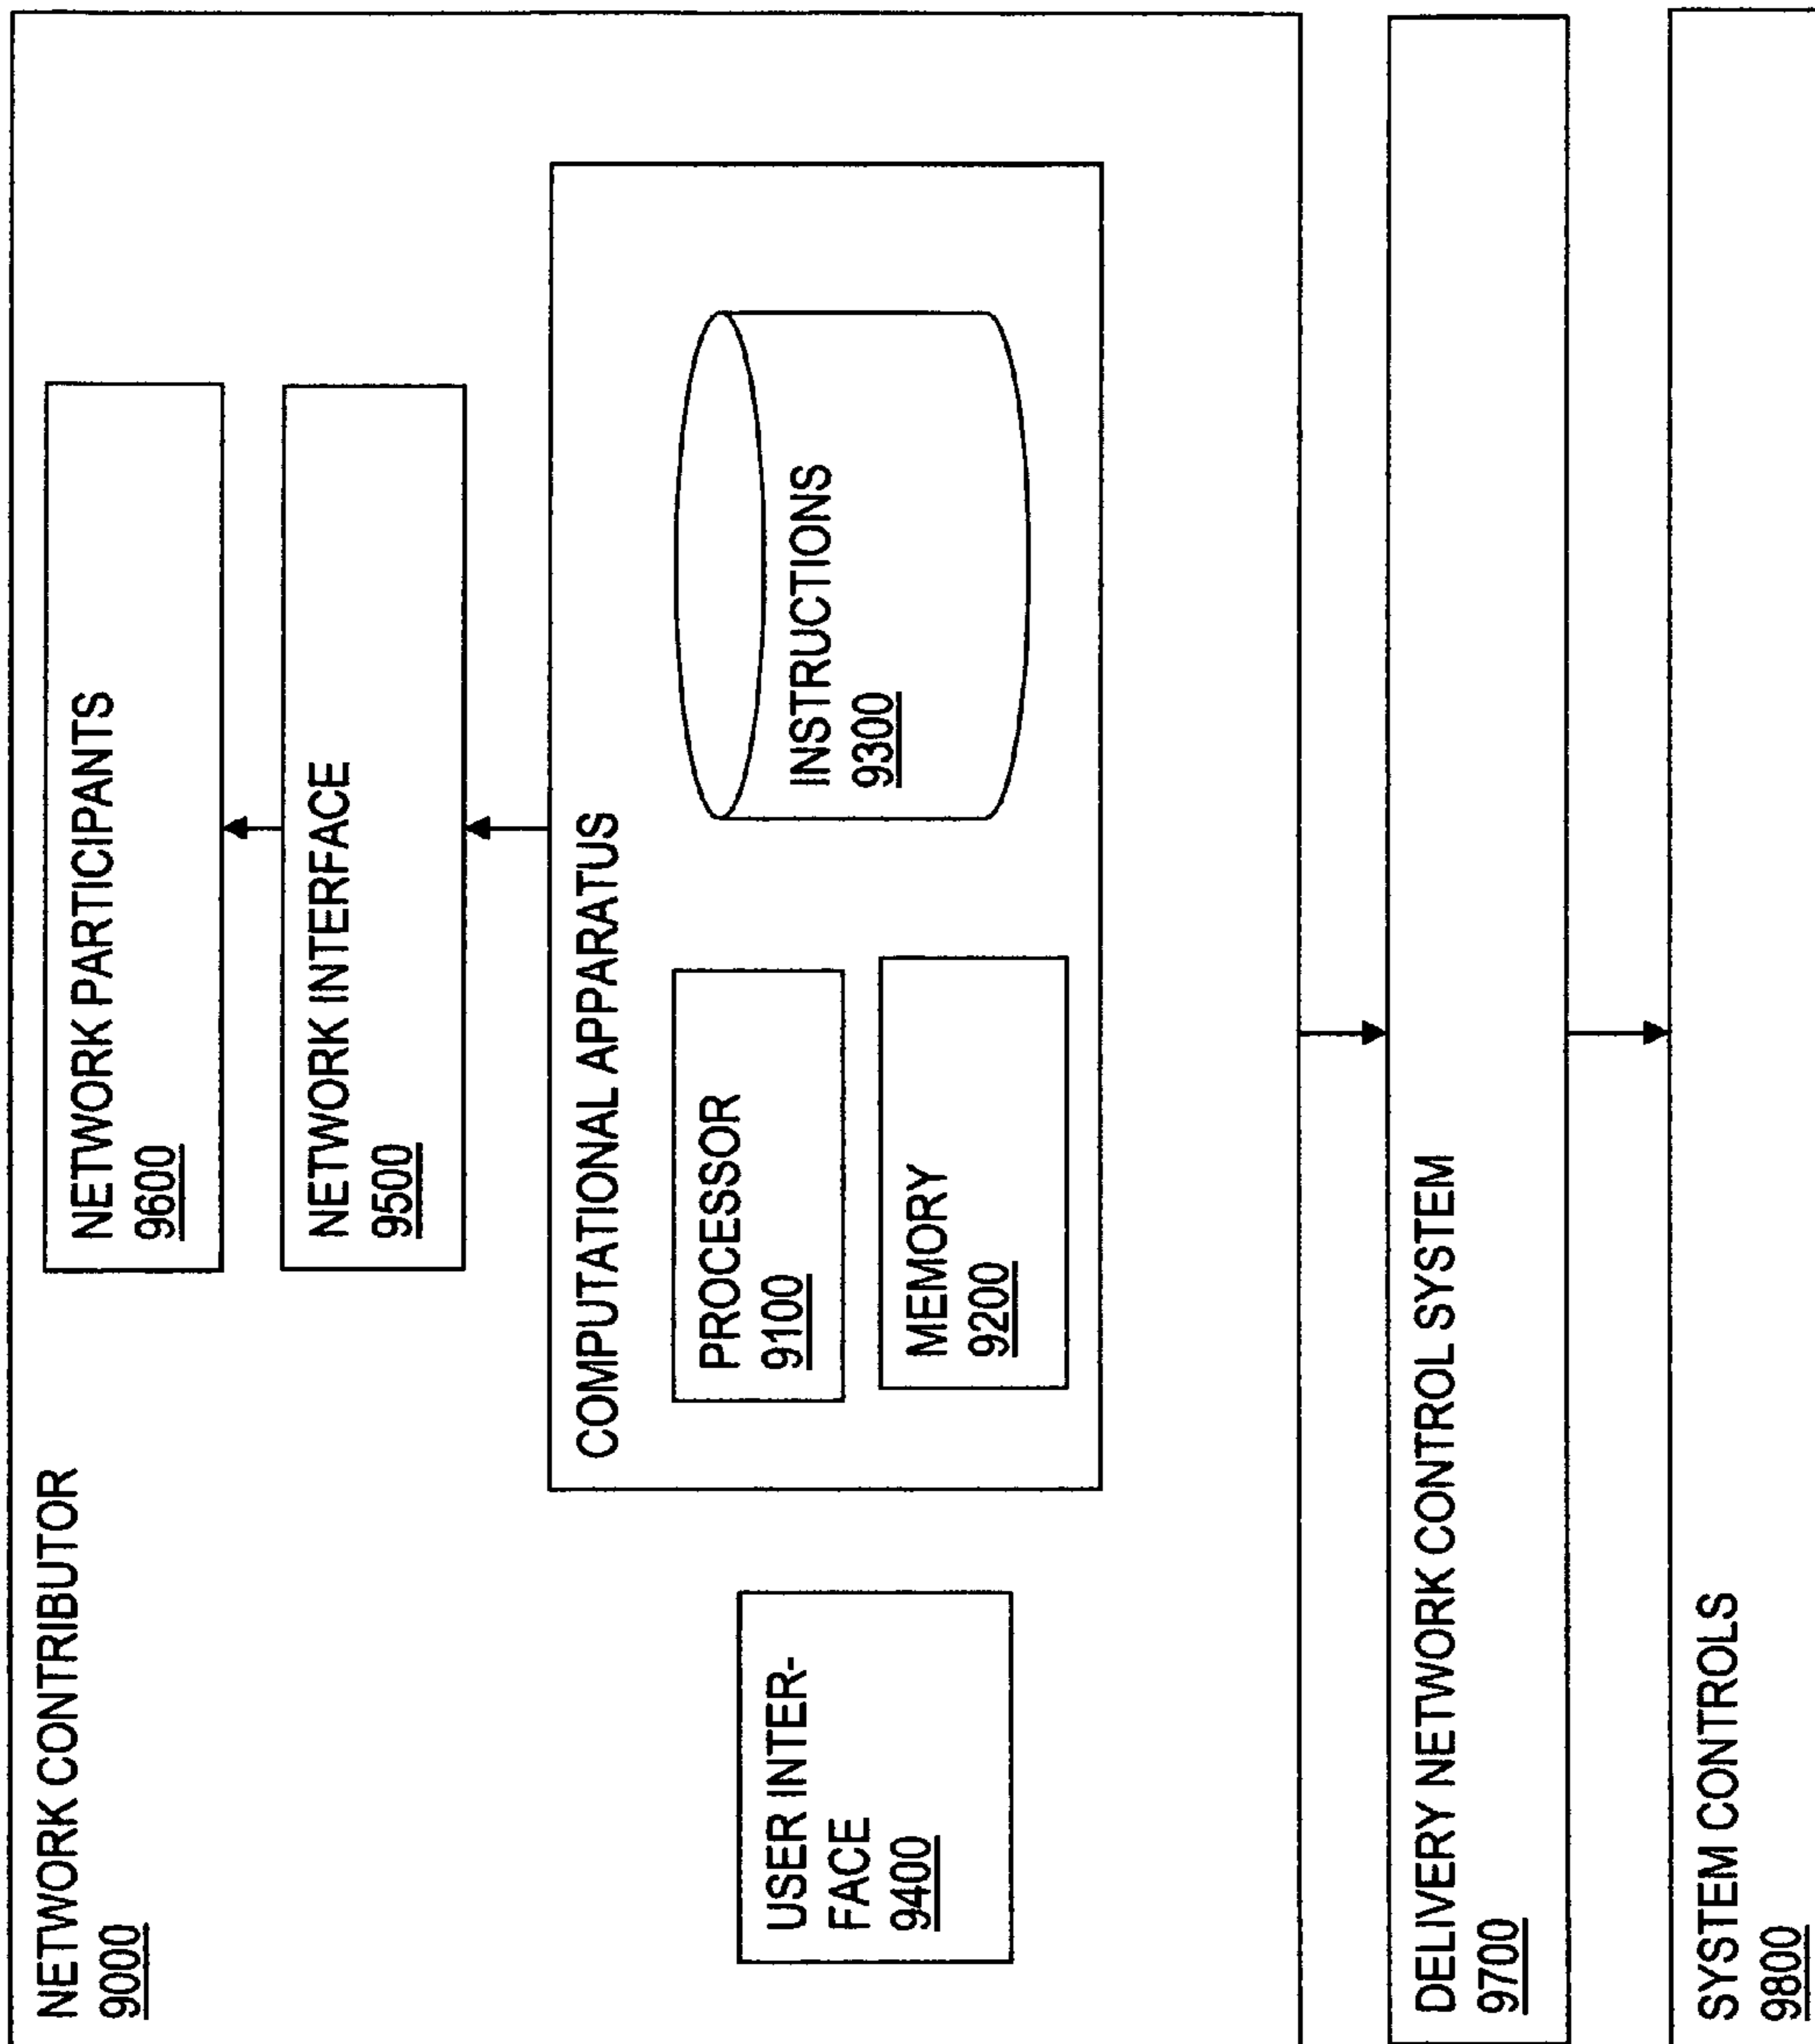 NETWORK CONTRIBUTOR
9000
NETWORK PARTICIPANTS
9600
NETWORK INTERFACE
9500
COMPUTATIONAL APPARATUS
PROCESSOR
9100
MEMORY
9200
INSTRUCTIONS
9300
USER INTER-
FACE
9400
DELIVERY NETWORK CONTROL SYSTEM
9700
SYSTEM CONTROLS
9800